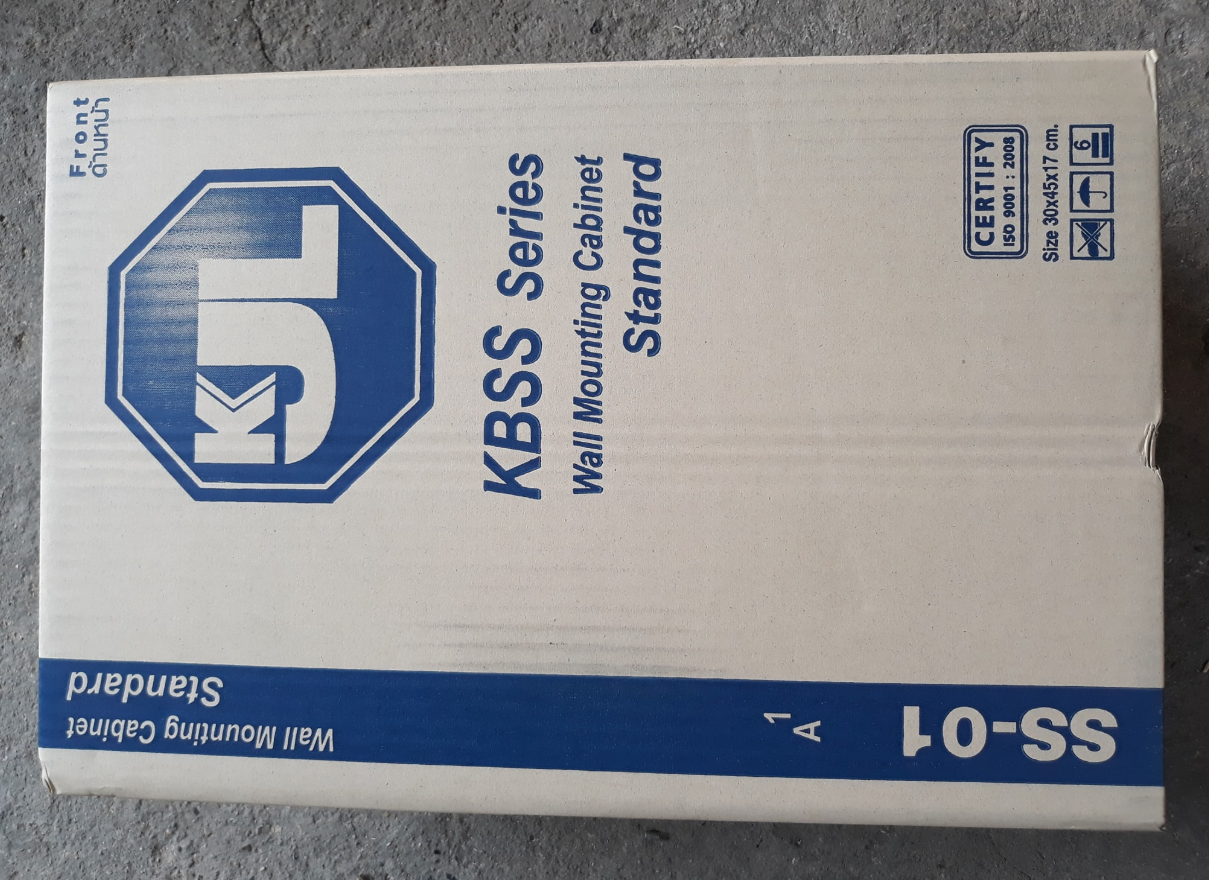 Front
ด้านหน้า
KJL
KBSS Series
Wall Mounting Cabinet
Standard
CERTIFY
ISO 9001 : 2008
Size 30x45x17 cm.
6
SS-01
A 1
Wall Mounting Cabinet
Standard